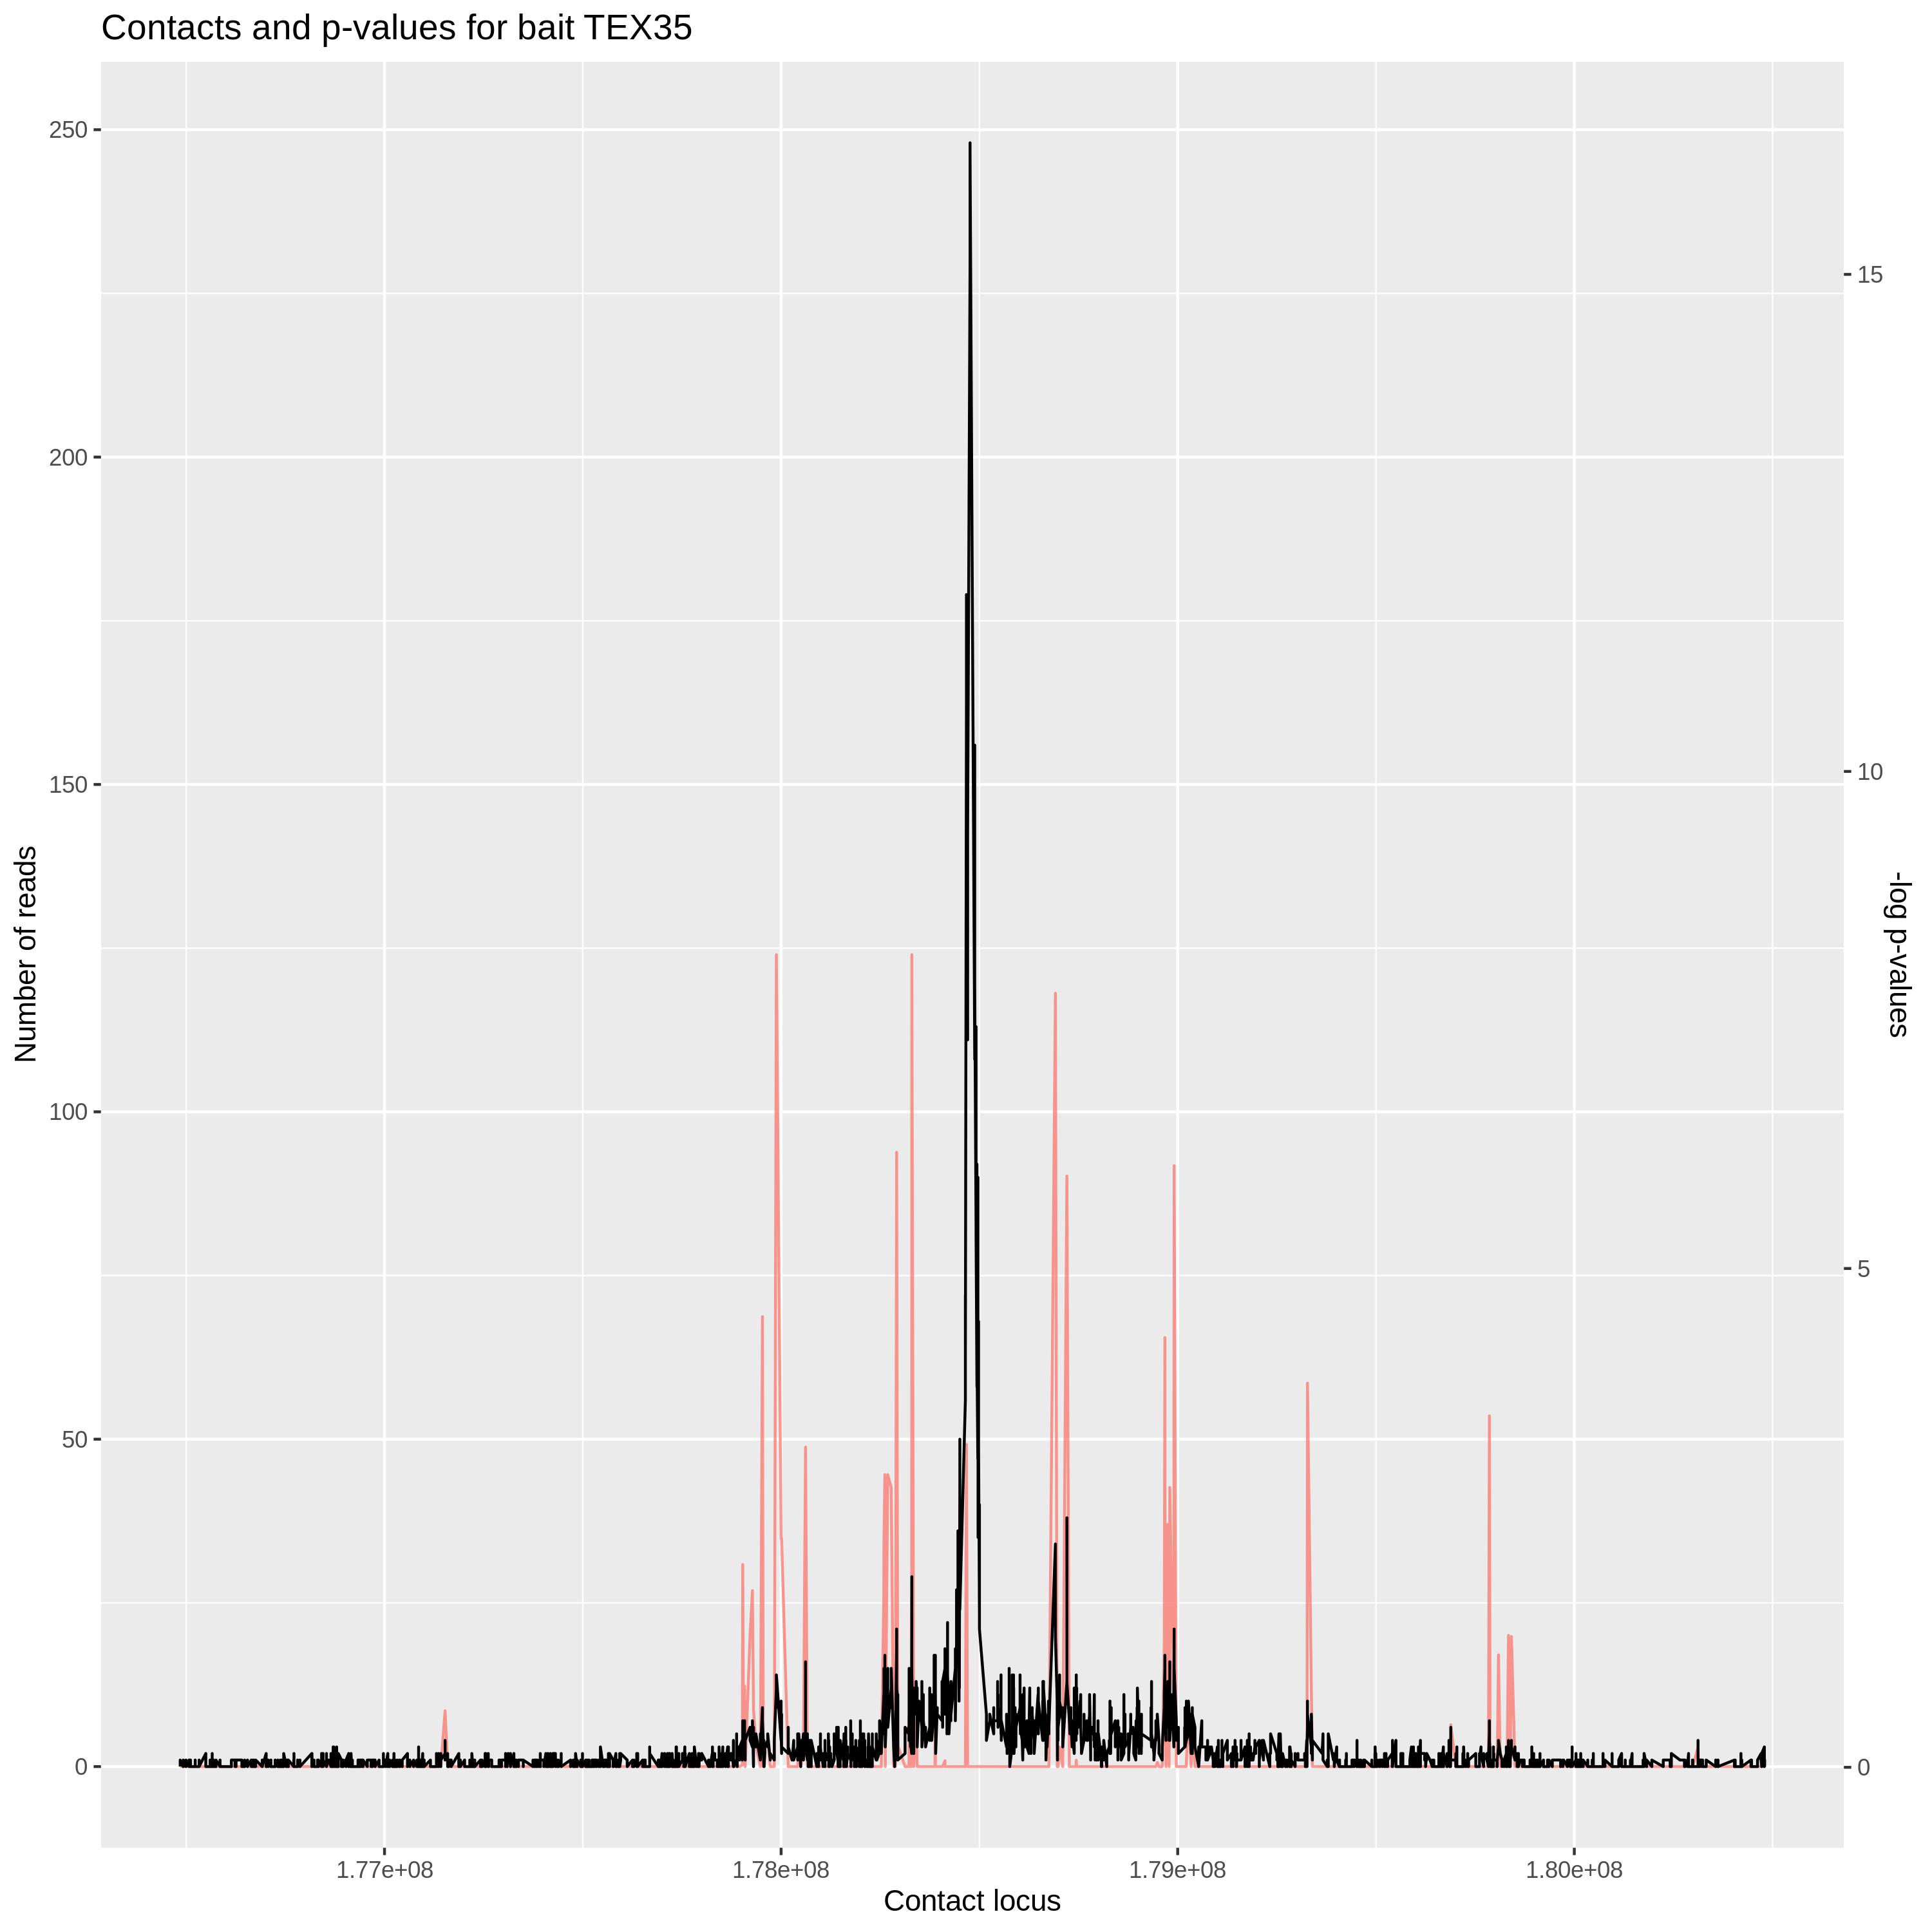 Contacts and p-values for bait TEX35
250
200
150
100
50
0
Number of reads
15
10
5
0
-log p-values
1.77e+08
1.78e+08
1.79e+08
1.80e+08
Contact locus